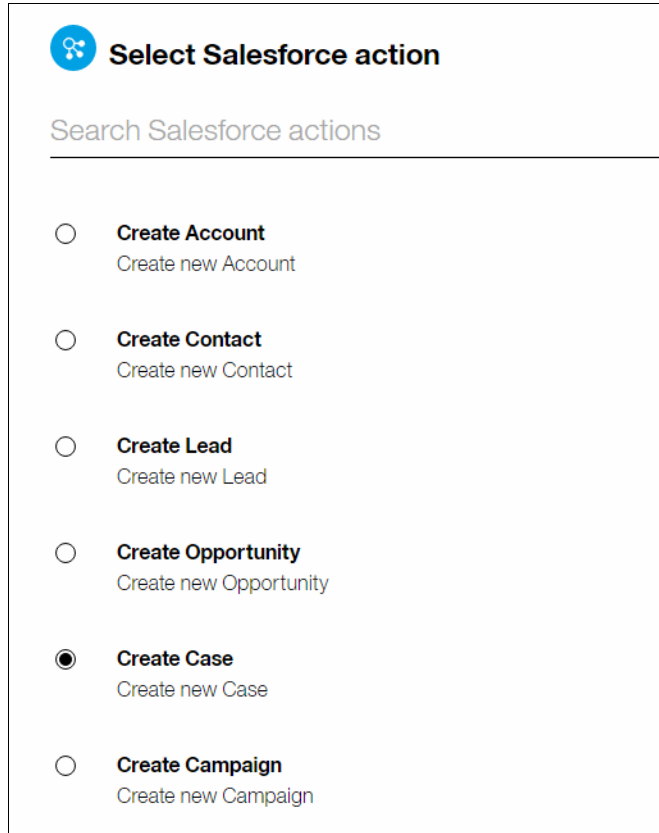 Select Salesforce action
Search Salesforce actions
Create Account
Create new Account
Create Contact
Create new Contact
Create Lead
Create new Lead
Create Opportunity
Create new Opportunity
Create Case
Create new Case
Create Campaign
Create new Campaign